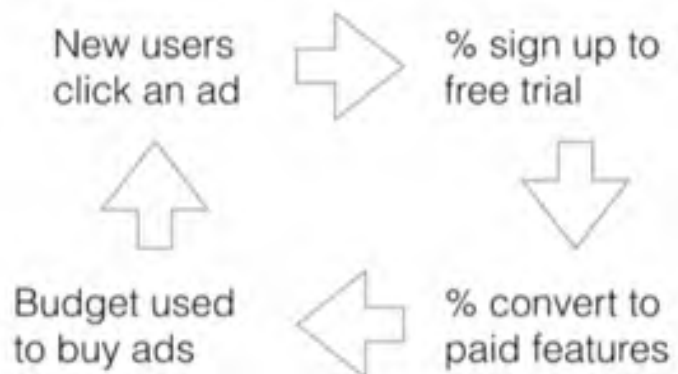 New users
click an ad
% sign up to
free trial
Budget used
to buy ads
% convert to
paid features